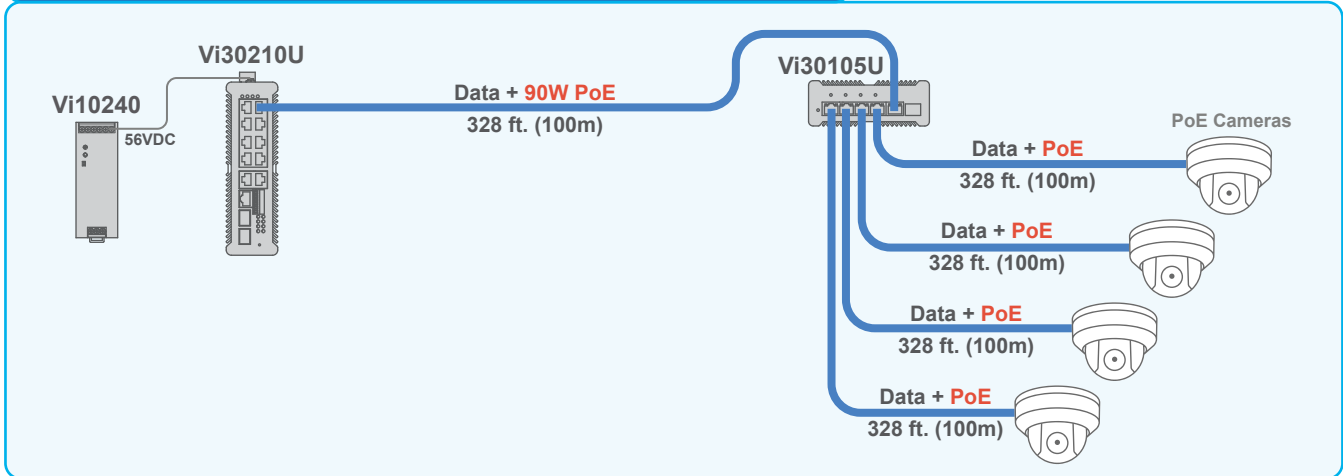 Vi30210U
Vi10240
56VDC
Data + 90W PoE
328 ft. (100m)
Vi30105U
PoE Cameras
Data + PoE
328 ft. (100m)
Data + PoE
328 ft. (100m)
Data + PoE
328 ft. (100m)
Data + PoE
328 ft. (100m)